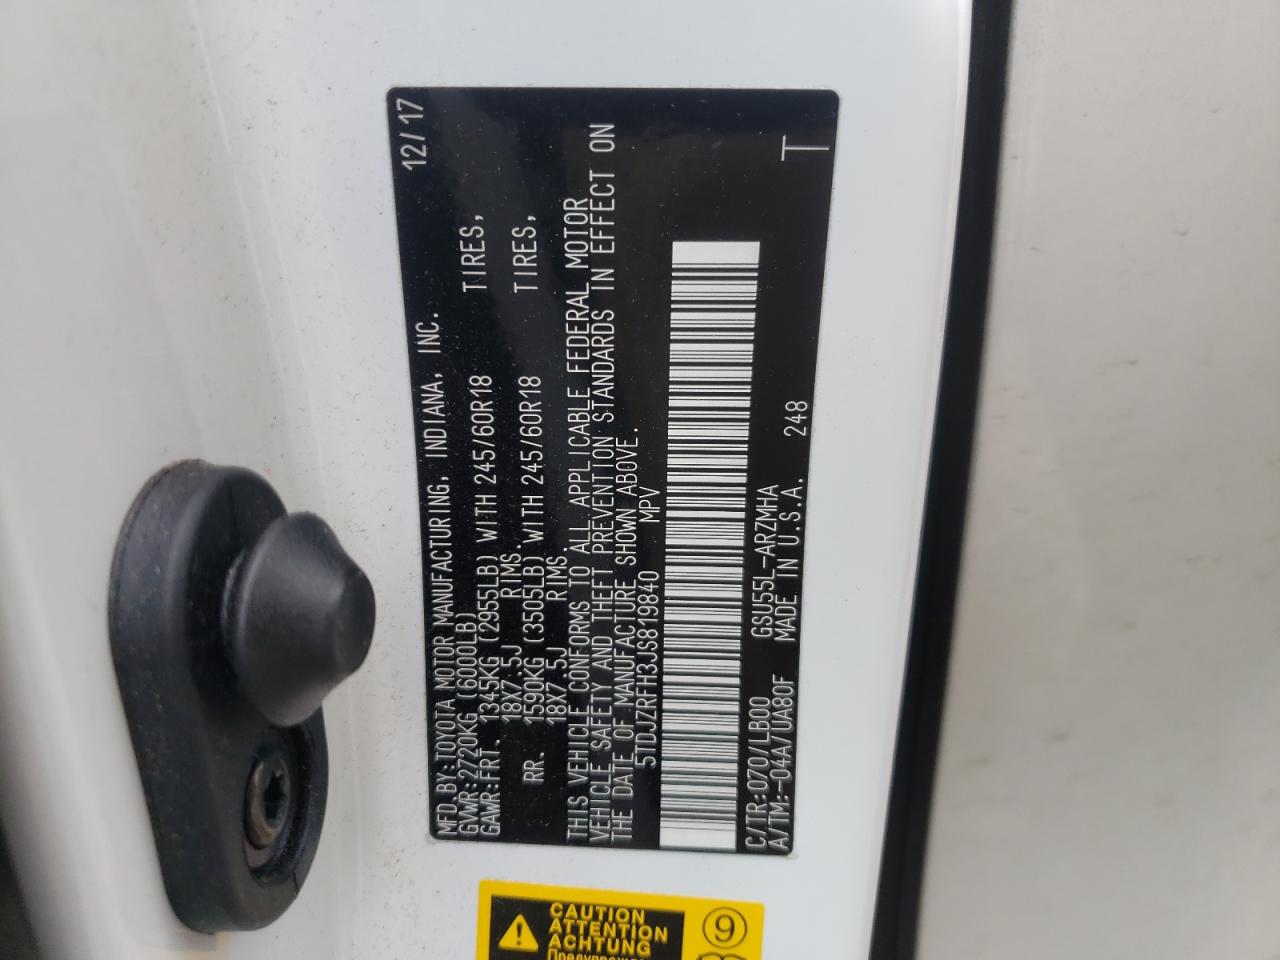 MFD.BY:TOYOTA MOTOR MANUFACTURING, INDIANA, INC. 12/17
GVWR:2720KG(6000LB)
GAWR:FRT. 1345KG (2955LB) WITH 245/60R18 TIRES,
18X7.5J RIMS.
RR. 1590KG (3505LB) WITH 245/60R18 TIRES,
18X7.5J RIMS.
THIS VEHICLE CONFORMS TO ALL APPLICABLE FEDERAL MOTOR
VEHICLE SAFETY AND THEFT PREVENTION STANDARDS IN EFFECT ON
THE DATE OF MANUFACTURE SHOWN ABOVE.
5TDJZRFH3JS819840 MPV
C/TR:070/LB00 GSU55L-ARZMHA
A/TM:-04A/UA80F MADE IN U.S.A. 248
T
CAUTION
ATTENTION
ACHTUNG
9